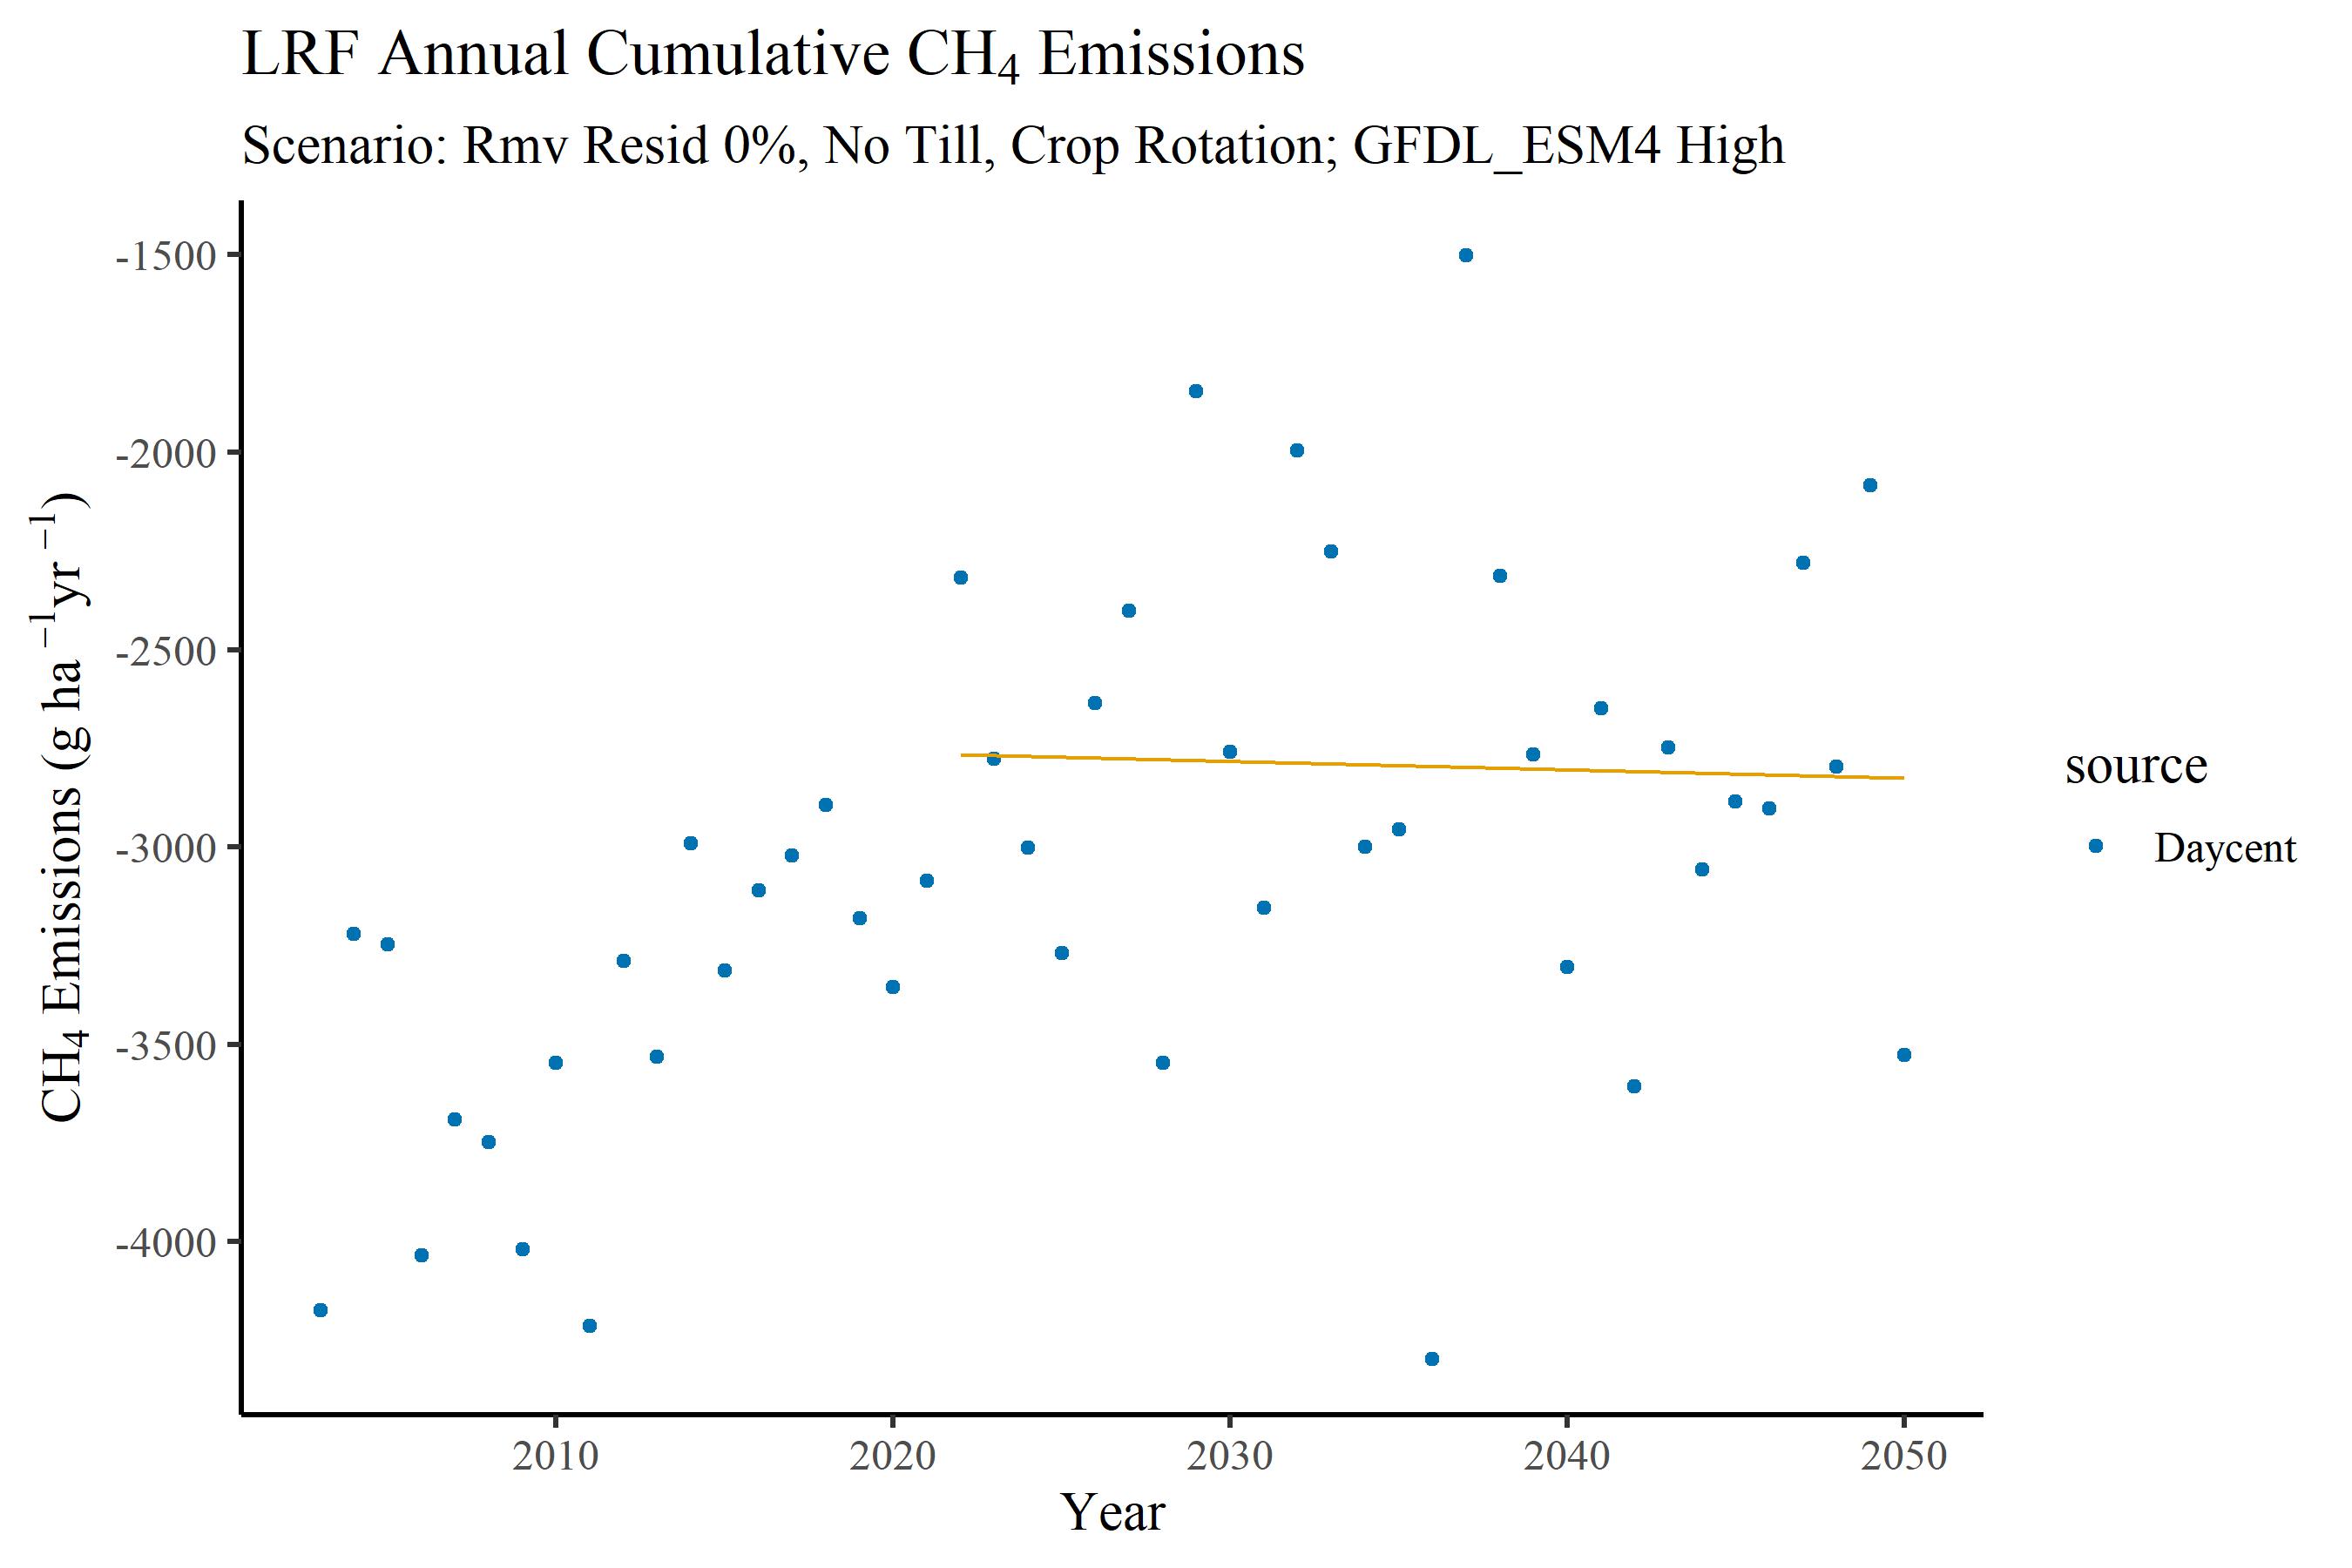 LRF Annual Cumulative CH₄ Emissions
Scenario: Rmv Resid 0%, No Till, Crop Rotation; GFDL_ESM4 High
CH₄ Emissions (g ha ⁻¹yr ⁻¹)
-1500
-2000
-2500
-3000
-3500
-4000
2010 2020 2030 2040 2050
Year
source
Daycent